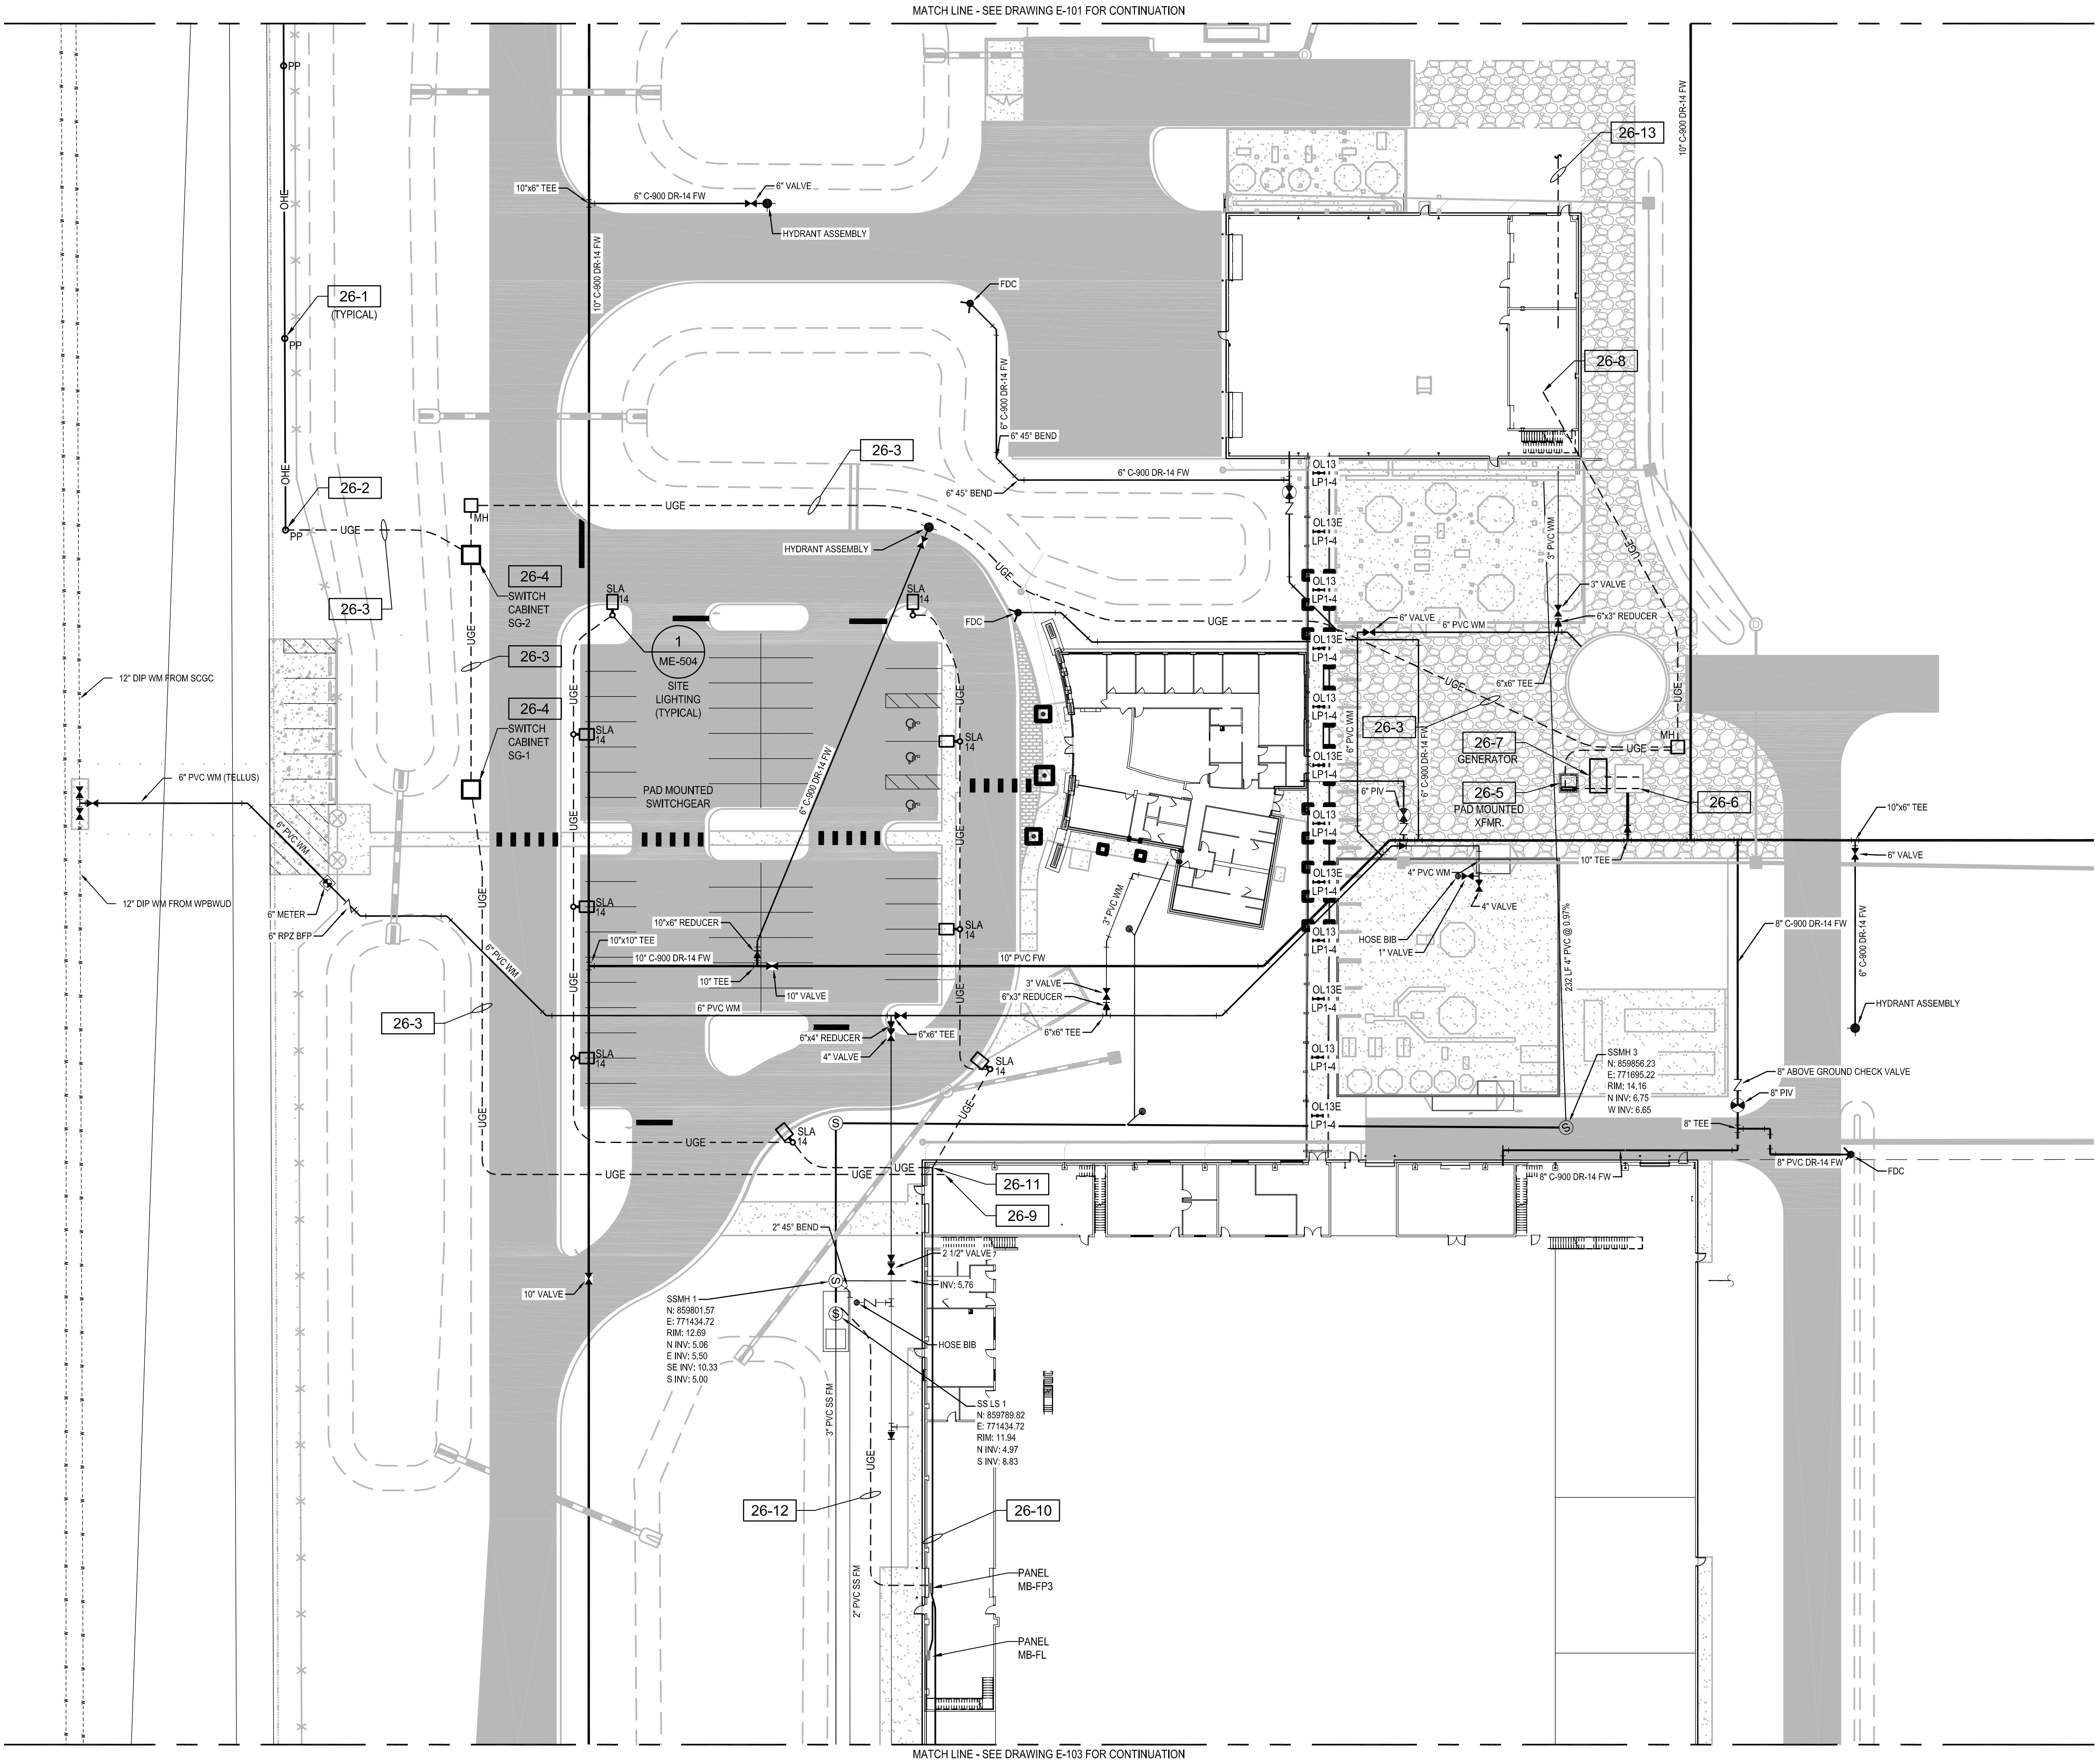 MATCH LINE - SEE DRAWING E-101 FOR CONTINUATION
PP
OHE
10" C-900 DR-14 FW
26-13
10"x6" TEE
6" C-900 DR-14 FW
6" VALVE
HYDRANT ASSEMBLY
10" C-900 DR-14 FW
FDC
26-1
(TYPICAL)
PP
26-8
6" C-900 DR-14 FW
6" 45° BEND
26-3
OHE
26-2
6" C-900 DR-14 FW
6" 45° BEND
OL13
LP1-4
UGE
PP
MH
UGE
OL13E
LP1-4
3" PVC WM
UGE
HYDRANT ASSEMBLY
UGE
26-4
SWITCH
CABINET
SG-2
26-3
SLA
14
SLA
14
OL13
LP1-4
3" VALVE
6"x3" REDUCER
FDC
UGE
6" VALVE
6" PVC WM
UGE
26-3
1
ME-504
SITE
LIGHTING
(TYPICAL)
OL13E
LP1-4
12" DIP WM FROM SCGC
UGE
UGE
UGE
6"x6" TEE
UGE
26-4
SWITCH
CABINET
SG-1
OL13
LP1-4
6" PVC WM
26-3
6" C-900 DR-14 FW
SLA
14
SLA
14
26-7
GENERATOR
UGE
MH
OL13E
LP1-4
6" PVC WM (TELLUS)
PAD MOUNTED
SWITCHGEAR
6" C-900 DR-14 FW
6" PIV
26-5
PAD MOUNTED
XFMR.
26-6
10"x6" TEE
6" PVC WM
UGE
UGE
OL13
LP1-4
10" TEE
6" VALVE
4" PVC WM
OL13E
LP1-4
12" DIP WM FROM WPBWUD
6" METER
6" RPZ BFP
SLA
14
3" PVC WM
4" VALVE
10"x6" REDUCER
SLA
14
OL13
LP1-4
HOSE BIB
1" VALVE
232 LF 4" PVC @ 0.97%
8" C-900 DR-14 FW
6" C-900 DR-14 FW
6" PVC WM
10"x10" TEE
10" C-900 DR-14 FW
10" PVC FW
10" TEE
10" VALVE
UGE
UGE
3" VALVE
6"x3" REDUCER
OL13E
LP1-4
26-3
6" PVC WM
6"x4" REDUCER
6"x6" TEE
6"x6" TEE
HYDRANT ASSEMBLY
4" VALVE
SLA
14
SLA
14
OL13
LP1-4
SSMH 3
N: 859856.23
E: 771695.22
RIM: 14.16
N INV: 6.75
W INV: 6.65
8" ABOVE GROUND CHECK VALVE
8" PIV
UGE
UGE
OL13E
LP1-4
8" TEE
SLA
14
S
S
UGE
8" PVC DR-14 FW
FDC
UGE
UGE
UGE
26-11
8" C-900 DR-14 FW
26-9
2" 45° BEND
2 1/2" VALVE
10" VALVE
S
INV: 5.76
SSMH 1
N: 859801.57
E: 771434.72
RIM: 12.69
N INV: 5.06
E INV: 5.50
SE INV: 10.33
S INV: 5.00
S
HOSE BIB
3" PVC SS FM
SS LS 1
N: 859789.82
E: 771434.72
RIM: 11.94
N INV: 4.97
S INV: 8.83
UGE
26-12
26-10
PANEL
MB-FP3
2" PVC SS FM
PANEL
MB-FL
MATCH LINE - SEE DRAWING E-103 FOR CONTINUATION